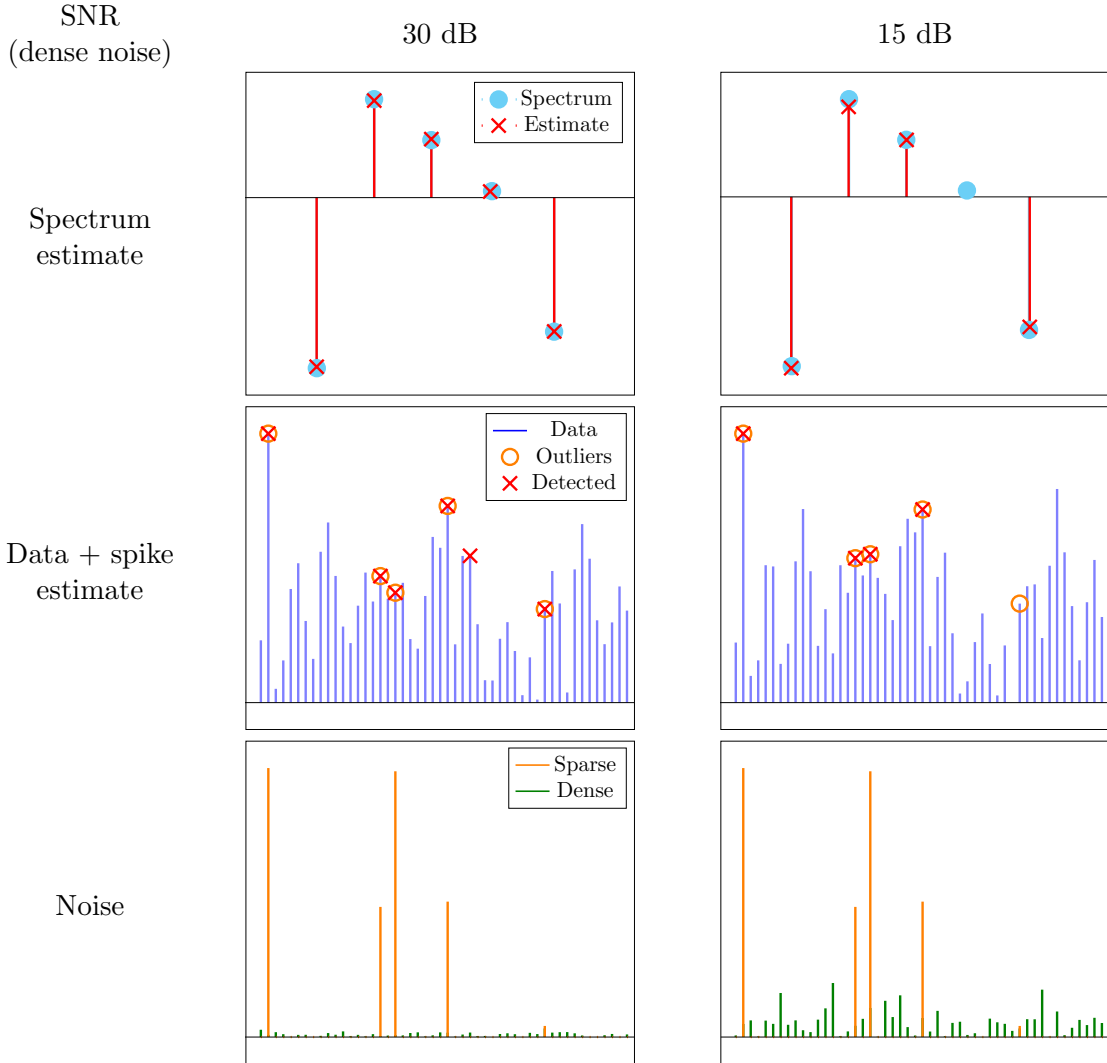 SNR
(dense noise)
30 dB
15 dB
Spectrum
Estimate
Spectrum
estimate
Data
Outliers
Detected
Data + spike
estimate
Sparse
Dense
Noise